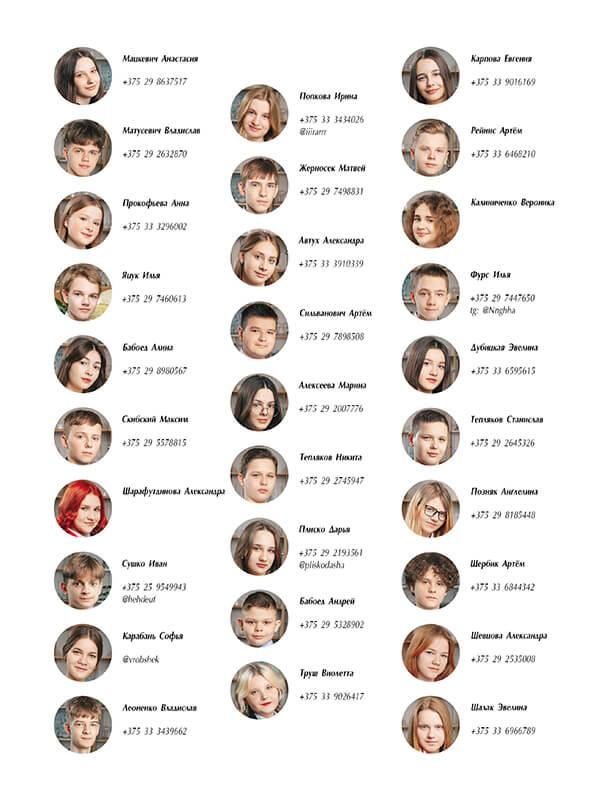 Мацкевич Анастасия
+375 29 8637517
Матусевич Владислав
+375 29 2632870
Прокофьева Анна
+375 33 3296002
Яцук Илья
+375 29 7460613
Бабоед Алина
+375 29 8980567
Скибский Максим
+375 29 5578815
Шарафутдинова Александра
Сушко Иван
+375 25 9549943
@hehdeuf
Карабань Софья
@vrobshek
Леоненко Владислав
+375 33 3439662
Попкова Ирина
+375 33 3434026
@iiirarrr
Жерносек Матвей
+375 29 7498831
Автух Александра
+375 33 3910339
Сильванович Артём
+375 29 7898508
Алексеева Марина
+375 29 2007776
Тепляков Никита
+375 29 2745947
Плиско Дарья
+375 29 2193561
@pliskodasha
Бабоед Андрей
+375 29 5328902
Труш Виолетта
+375 33 9026417
Карпова Евгения
+375 33 9016169
Рейнис Артём
+375 33 6468210
Калиниченко Вероника
Фурс Илья
+375 29 7447650
tg: @Nnghha
Дубицкая Эвелина
+375 33 6595615
Тепляков Станислав
+375 29 2645326
Позняк Ангелина
+375 29 8185448
Щербик Артём
+375 33 6844342
Шевцова Александра
+375 29 2535008
Шалак Эвелина
+375 33 6966789